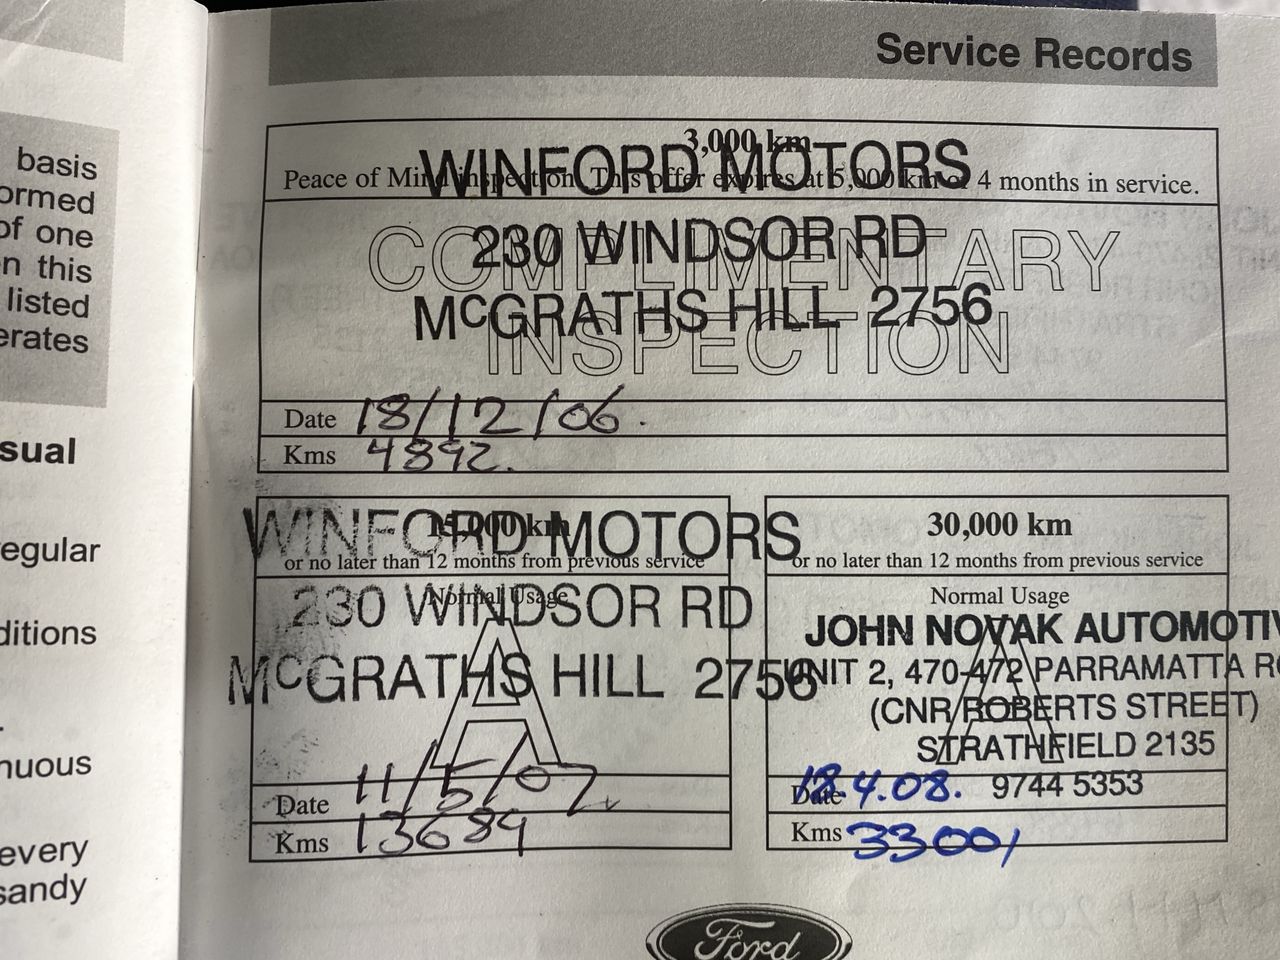 basis
ormed
of one
n this
listed
erates
sual
regular
ditions
nuous
every
sandy
Service Records
3,000 km
Peace of Mind inspection. This offer expires at 5,000 km or 4 months in service.
WINFORD MOTORS
230 WINDSOR RD
McGRATHS HILL 2756
COMPLIMENTARY
INSPECTION
Date 18/12/06.
Kms 4892.
15,000 km
or no later than 12 months from previous service
Normal Usage
WINFORD MOTORS
230 WINDSOR RD
McGRATHS HILL 2756
A
Date 11/5/07
Kms 13689
30,000 km
or no later than 12 months from previous service
Normal Usage
A
JOHN NOVAK AUTOMOTIV
UNIT 2, 470-472 PARRAMATTA RO
(CNR ROBERTS STREET)
STRATHFIELD 2135
9744 5353
Date 18.4.08.
Kms 33001
Ford